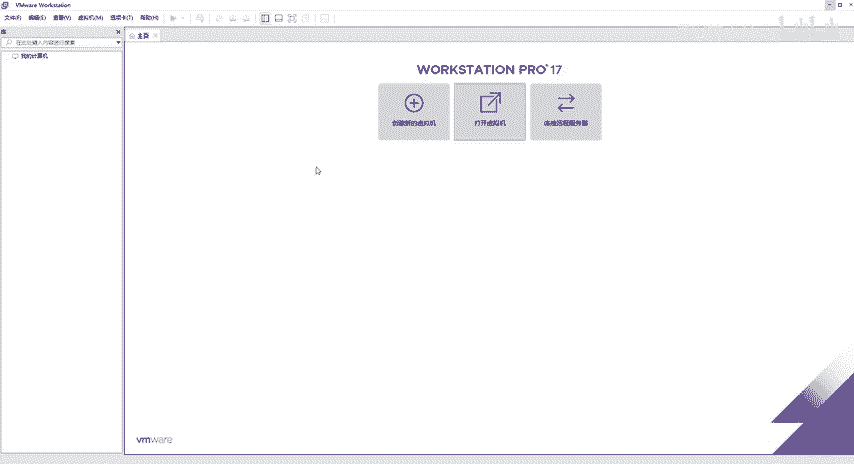 VMware Workstation
文件(F) 编辑(E) 查看(V) 虚拟机(M) 选项卡(T) 帮助(H)
库
在此处键入内容进行搜索
我的计算机
主页
WORKSTATION PRO 17
创建新的虚拟机
打开虚拟机
连接远程服务器
vmware